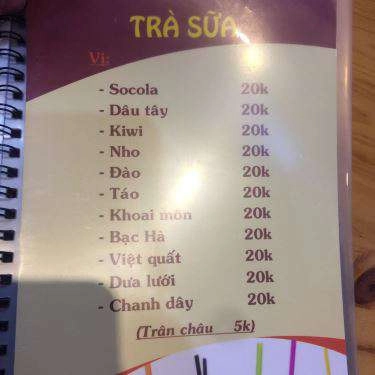 TRÀ SỮA
Vị:
- Socola 20k
- Dâu tây 20k
- Kiwi 20k
- Nho 20k
- Đào 20k
- Táo 20k
- Khoai môn 20k
- Bạc Hà 20k
- Việt quất 20k
- Dưa lưới 20k
- Chanh dây 20k
(Trân châu 5k)